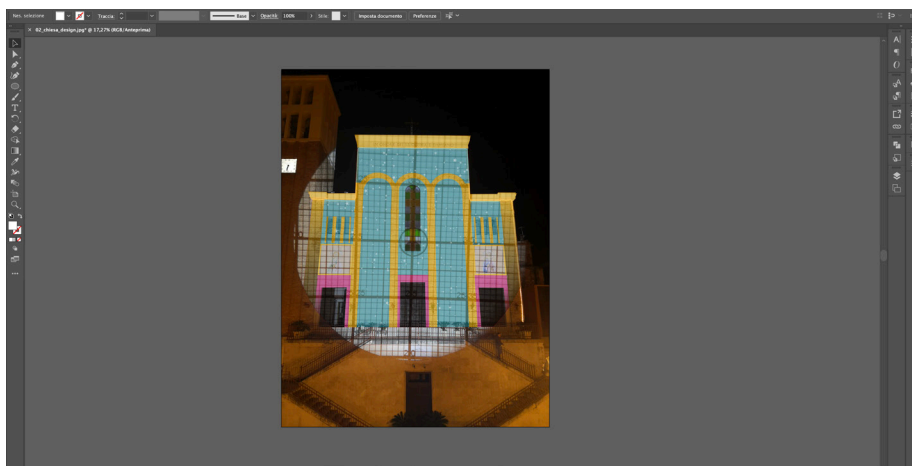 Nes. selezione Traccia: Base Opacità: 100% Stile: Imposta documento Preferenze
× 02_chiesa_design.jpg* @ 17,27% (RGB/Anteprima)